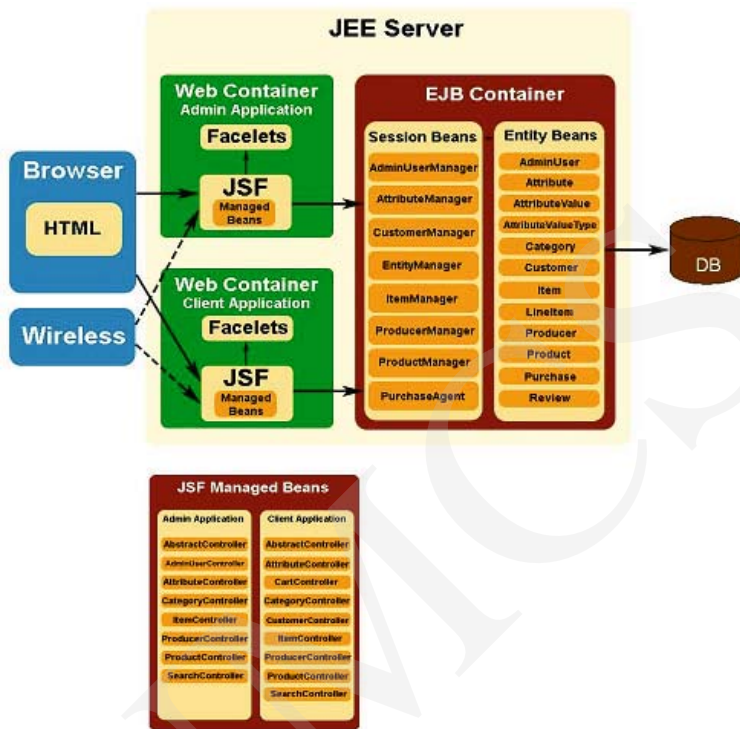 JEE Server
Web Container
Admin Application
Facelets
JSF
Managed
Beans
Browser
HTML
Wireless
Web Container
Client Application
Facelets
JSF
Managed
Beans
EJB Container
Session Beans
AdminUserManager
AttributeManager
CustomerManager
EntityManager
ItemManager
ProducerManager
ProductManager
PurchaseAgent
Entity Beans
AdminUser
Attribute
AttributeValue
AttributeValueType
Category
Customer
Item
LineItem
Producer
Product
Purchase
Review
DB
JSF Managed Beans
Admin Application
AbstractController
AdminUserController
AttributeController
CategoryController
ItemController
ProducerController
ProductController
SearchController
Client Application
AbstractController
AttributeController
CartController
CategoryController
CustomerController
ItemController
ProducerController
ProductController
SearchController